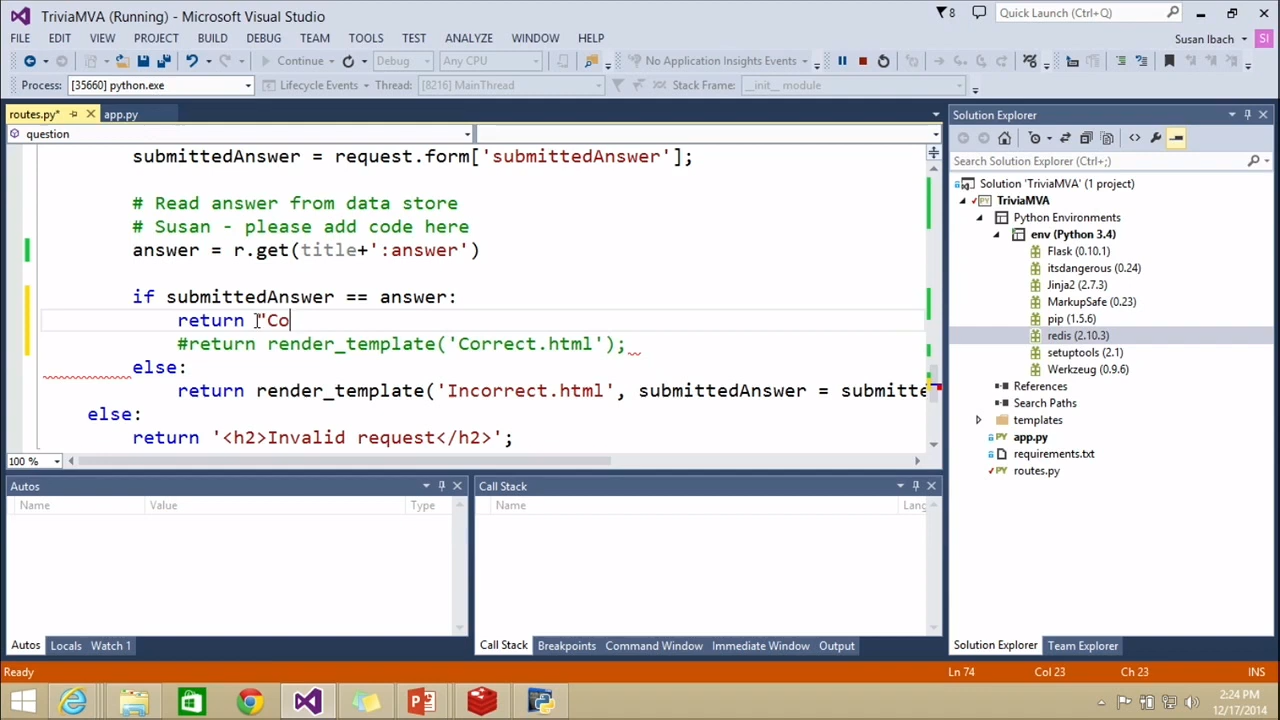 TriviaMVA (Running) - Microsoft Visual Studio
8
Quick Launch (Ctrl+Q)
FILE EDIT VIEW PROJECT BUILD DEBUG TEAM TOOLS TEST ANALYZE WINDOW HELP
Susan Ibach SI
Continue Debug Any CPU No Application Insights Events
Process: [35660] python.exe Lifecycle Events Thread: [8216] MainThread Stack Frame: __init__ module
routes.py* app.py
question
submittedAnswer = request.form['submittedAnswer'];
# Read answer from data store
# Susan - please add code here
answer = r.get(title+':answer')
if submittedAnswer == answer:
return "Co
#return render_template('Correct.html');
else:
return render_template('Incorrect.html', submittedAnswer = submitte
else:
return '<h2>Invalid request</h2>';
100 %
Solution Explorer
Search Solution Explorer (Ctrl+;)
Solution 'TriviaMVA' (1 project)
TriviaMVA
Python Environments
env (Python 3.4)
Flask (0.10.1)
itsdangerous (0.24)
Jinja2 (2.7.3)
MarkupSafe (0.23)
pip (1.5.6)
redis (2.10.3)
setuptools (2.1)
Werkzeug (0.9.6)
References
Search Paths
templates
app.py
requirements.txt
routes.py
Solution Explorer Team Explorer
Autos
Name Value Type
Autos Locals Watch 1
Call Stack
Name Lang
Call Stack Breakpoints Command Window Immediate Window Output
Ready Ln 74 Col 23 Ch 23 INS
2:24 PM
12/17/2014